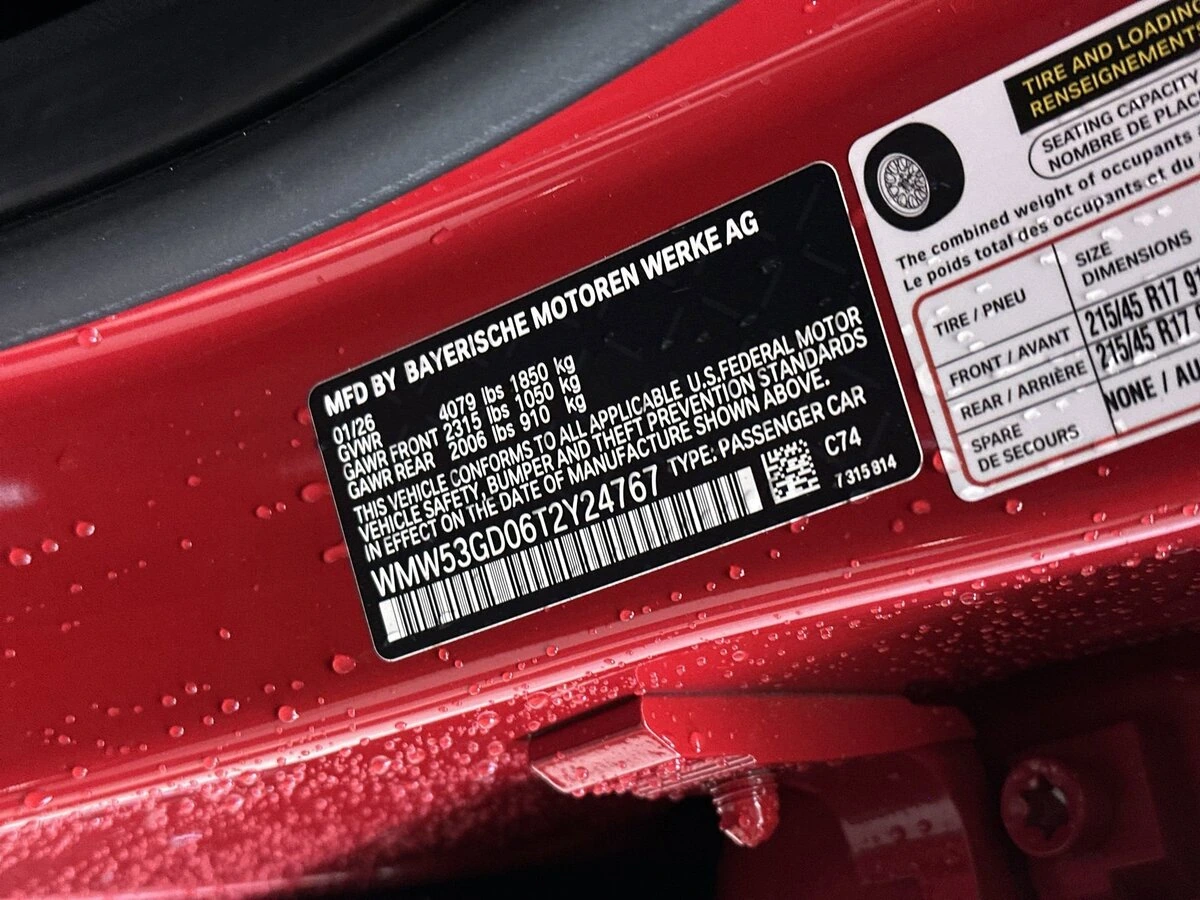 MFD BY BAYERISCHE MOTOREN WERKE AG
01/26
GVWR 4079 lbs 1850 kg
GAWR FRONT 2315 lbs 1050 kg
GAWR REAR 2006 lbs 910 kg
THIS VEHICLE CONFORMS TO ALL APPLICABLE U.S.FEDERAL MOTOR
VEHICLE SAFETY, BUMPER AND THEFT PREVENTION STANDARDS
IN EFFECT ON THE DATE OF MANUFACTURE SHOWN ABOVE.
WMW53GD06T2Y24767 TYPE: PASSENGER CAR
C74
7315814
TIRE AND LOADING
RENSEIGNEMENTS
SEATING CAPACITY
NOMBRE DE PLAC
The combined weight of occupants
Le poids total des occupants et du
TIRE / PNEU
SIZE
DIMENSIONS
FRONT / AVANT 215/45 R17
REAR / ARRIÈRE 215/45 R17
SPARE
DE SECOURS
NONE / AU